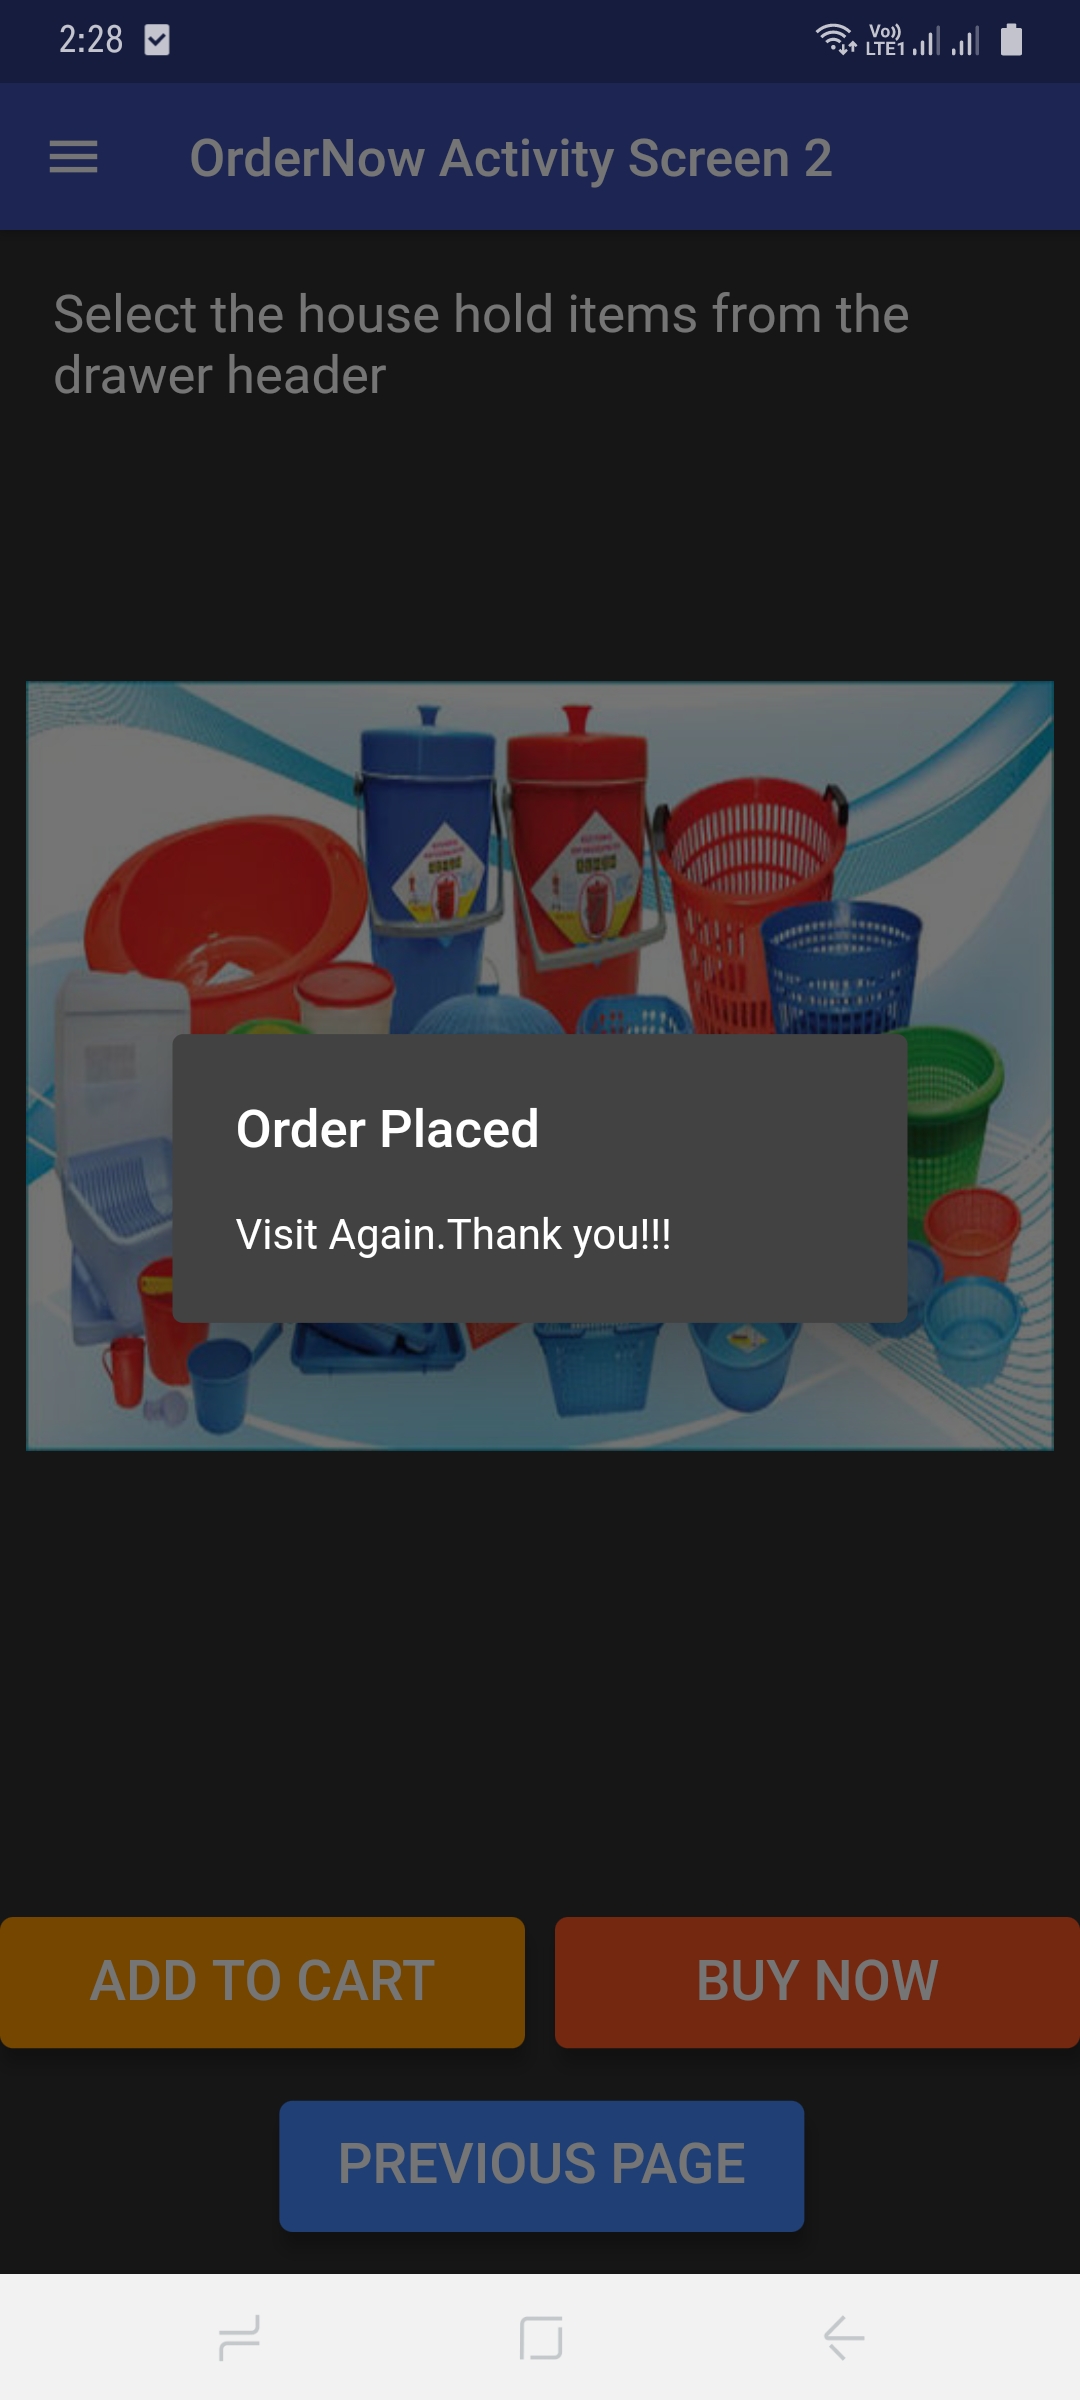 2:28
Vo))
LTE1
OrderNow Activity Screen 2
Select the house hold items from the
drawer header
Order Placed
Visit Again.Thank you!!!
ADD TO CART
BUY NOW
PREVIOUS PAGE